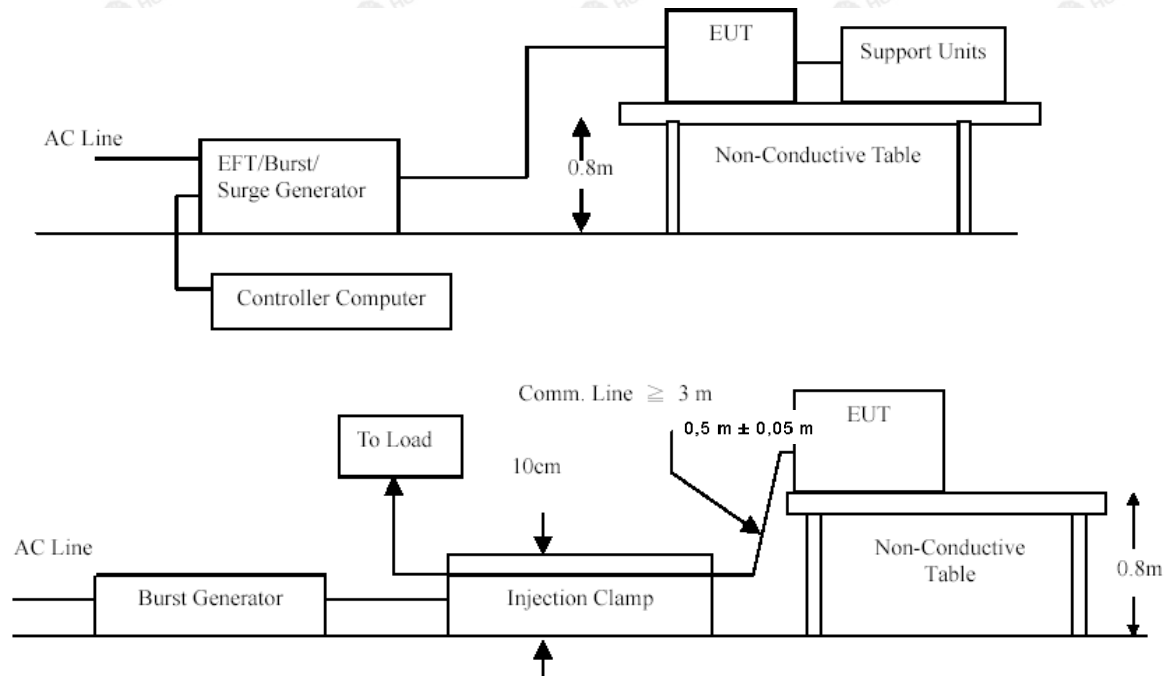 EUT
Support Units
AC Line
EFT/Burst/
Surge Generator
0.8m
Non-Conductive Table
Controller Computer
Comm. Line ≧ 3 m
0,5 m ± 0,05 m
EUT
To Load
10cm
AC Line
Burst Generator
Injection Clamp
Non-Conductive
Table
0.8m